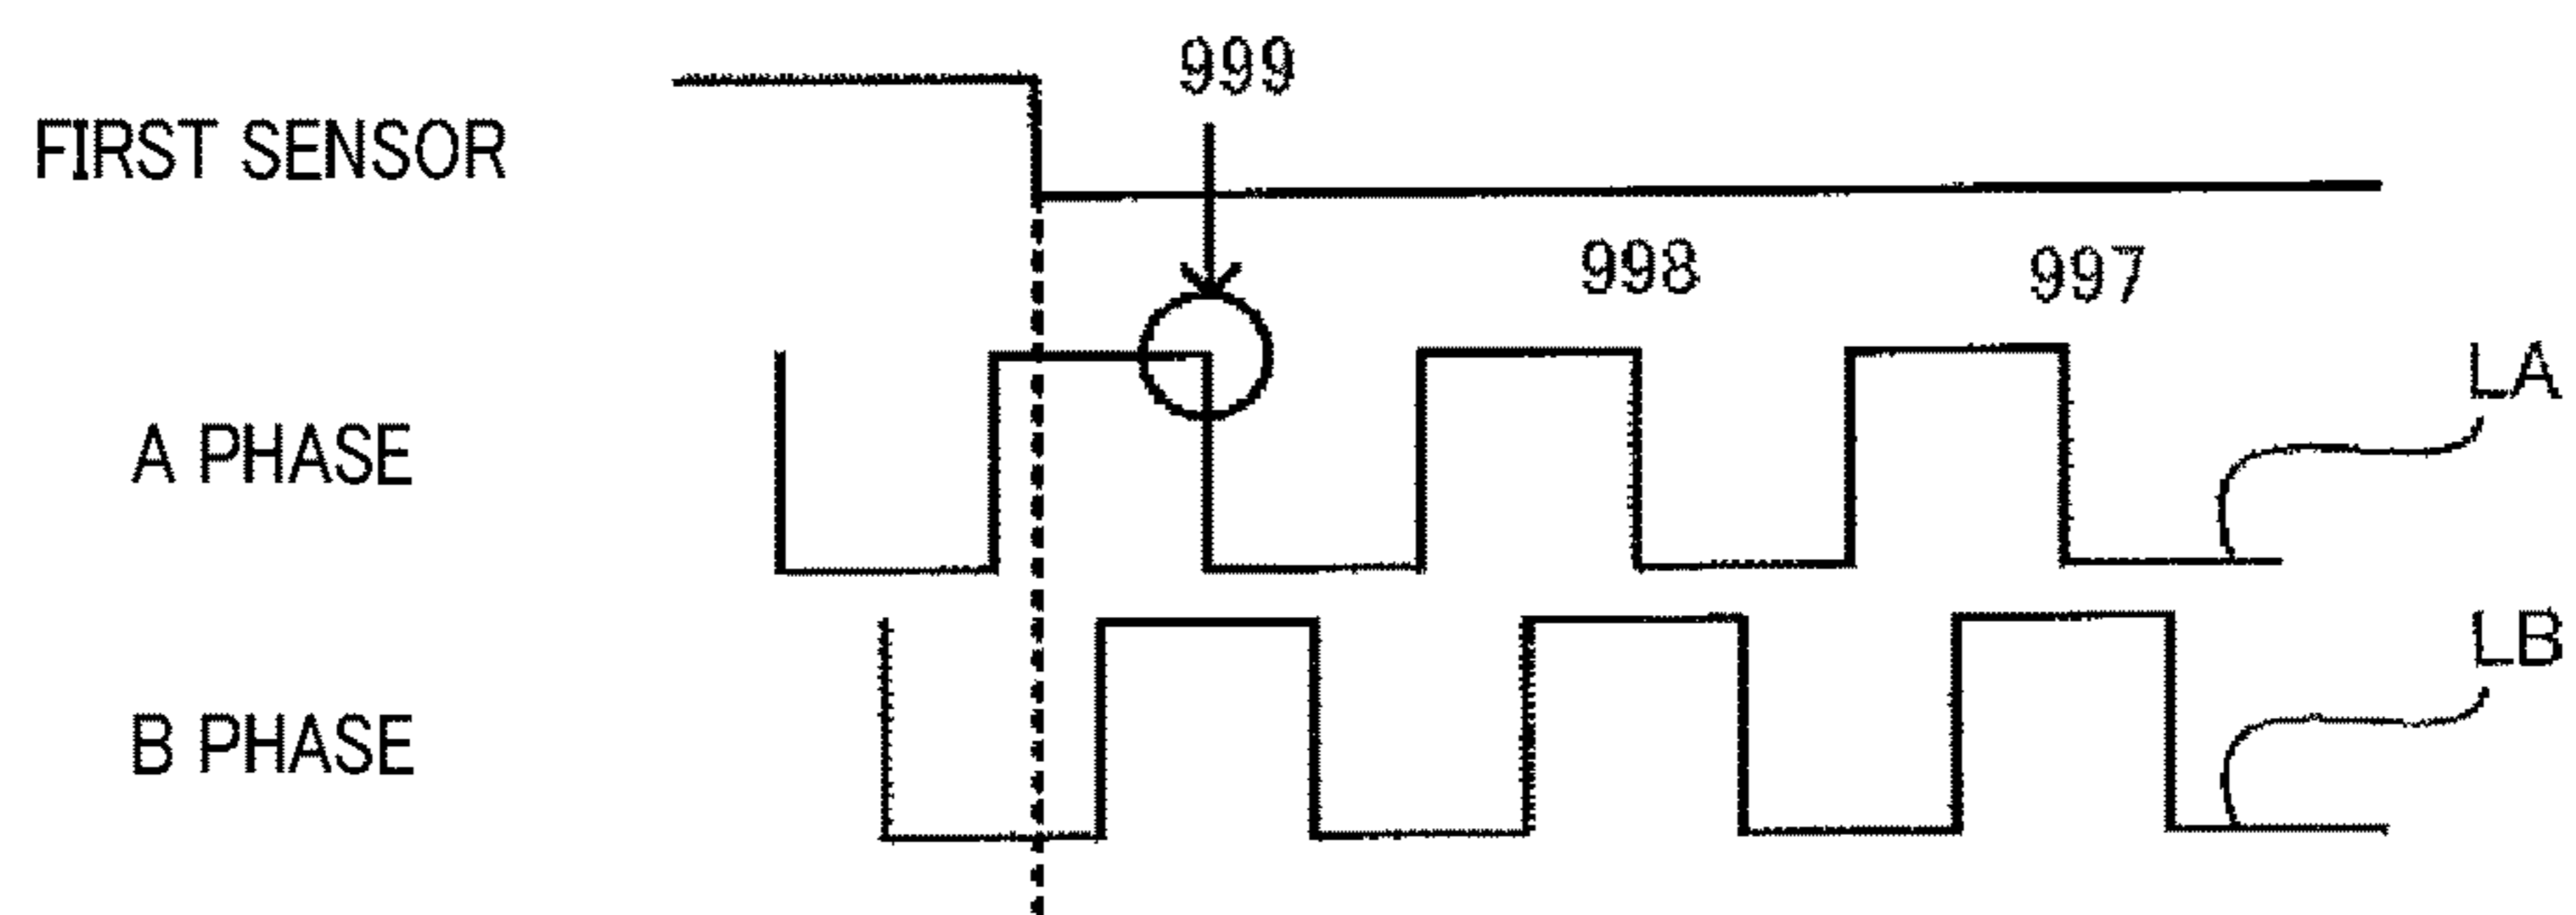 999
FIRST SENSOR
998
997
LA
A PHASE
LB
B PHASE